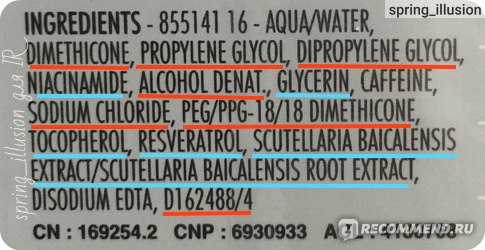 spring_illusion
INGREDIENTS - 855141 16 - AQUA/WATER,
DIMETHICONE, PROPYLENE GLYCOL, DIPROPYLENE GLYCOL,
NIACINAMIDE, ALCOHOL DENAT., GLYCERIN, CAFFEINE,
SODIUM CHLORIDE, PEG/PPG-18/18 DIMETHICONE,
TOCOPHEROL, RESVERATROL, SCUTELLARIA BAICALENSIS
EXTRACT/SCUTELLARIA BAICALENSIS ROOT EXTRACT,
DISODIUM EDTA, D162488/4
CN : 169254.2 CNP : 6930933
spring_illusion для IR
IRECOMMEND.RU